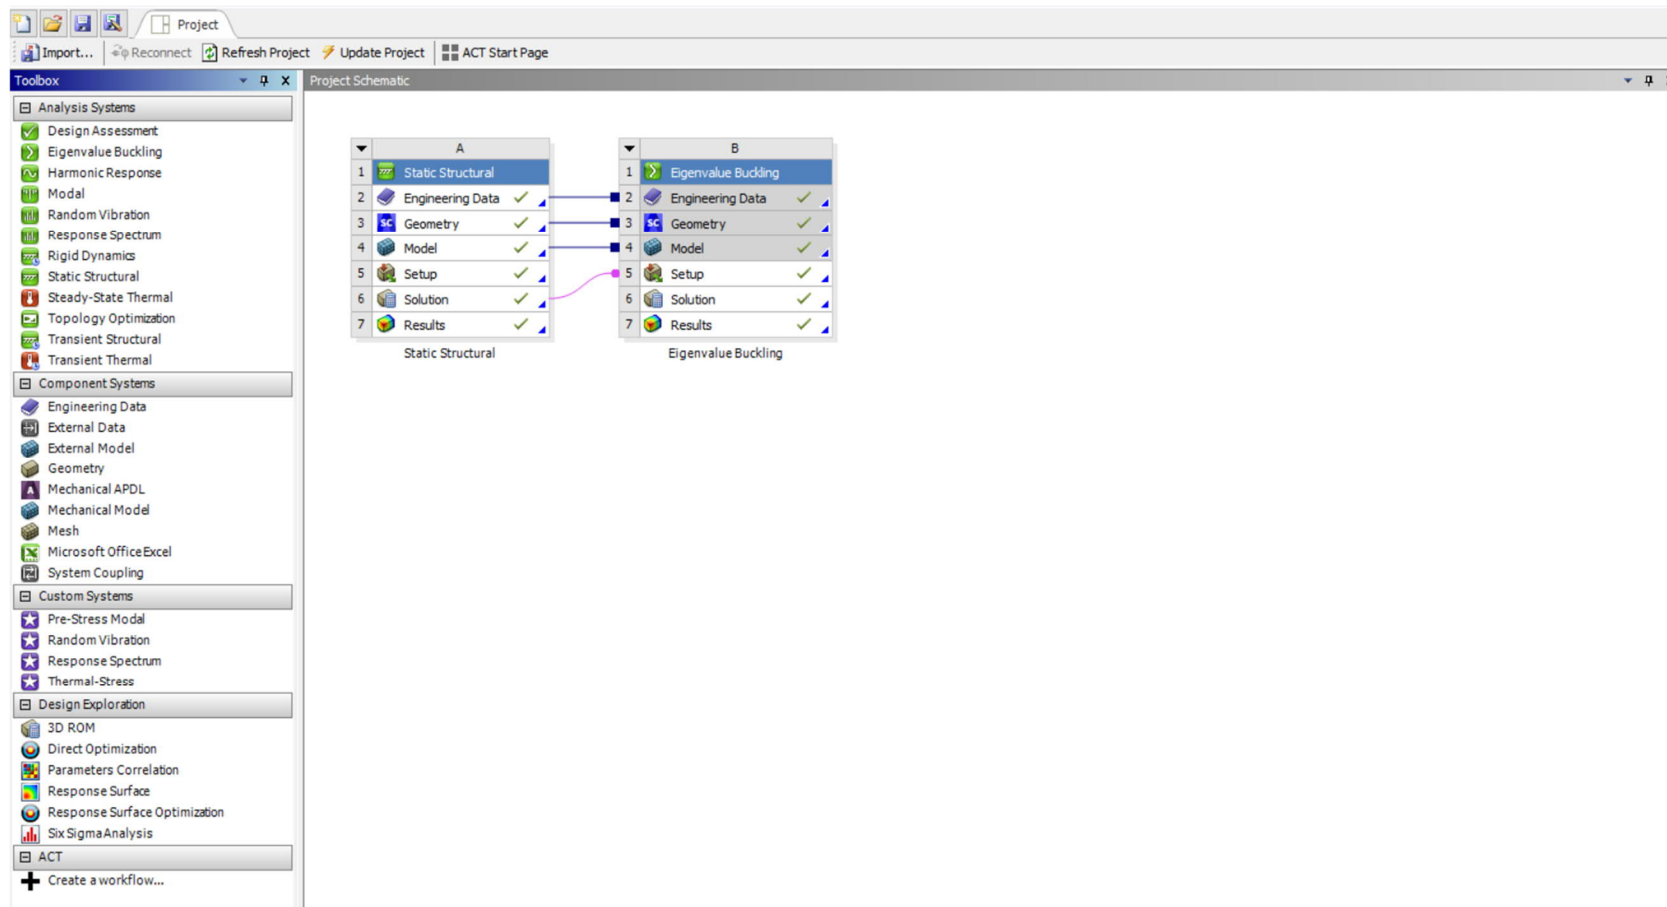 Project
Import... Reconnect Refresh Project Update Project ACT Start Page
Toolbox
Analysis Systems
Design Assessment
Eigenvalue Buckling
Harmonic Response
Modal
Random Vibration
Response Spectrum
Rigid Dynamics
Static Structural
Steady-State Thermal
Topology Optimization
Transient Structural
Transient Thermal
Component Systems
Engineering Data
External Data
External Model
Geometry
Mechanical APDL
Mechanical Model
Mesh
Microsoft Office Excel
System Coupling
Custom Systems
Pre-Stress Modal
Random Vibration
Response Spectrum
Thermal-Stress
Design Exploration
3D ROM
Direct Optimization
Parameters Correlation
Response Surface
Response Surface Optimization
Six Sigma Analysis
ACT
Create a workflow...
Project Schematic
A
1 Static Structural
2 Engineering Data
3 SC Geometry
4 Model
5 Setup
6 Solution
7 Results
Static Structural
B
1 Eigenvalue Buckling
2 Engineering Data
3 SC Geometry
4 Model
5 Setup
6 Solution
7 Results
Eigenvalue Buckling